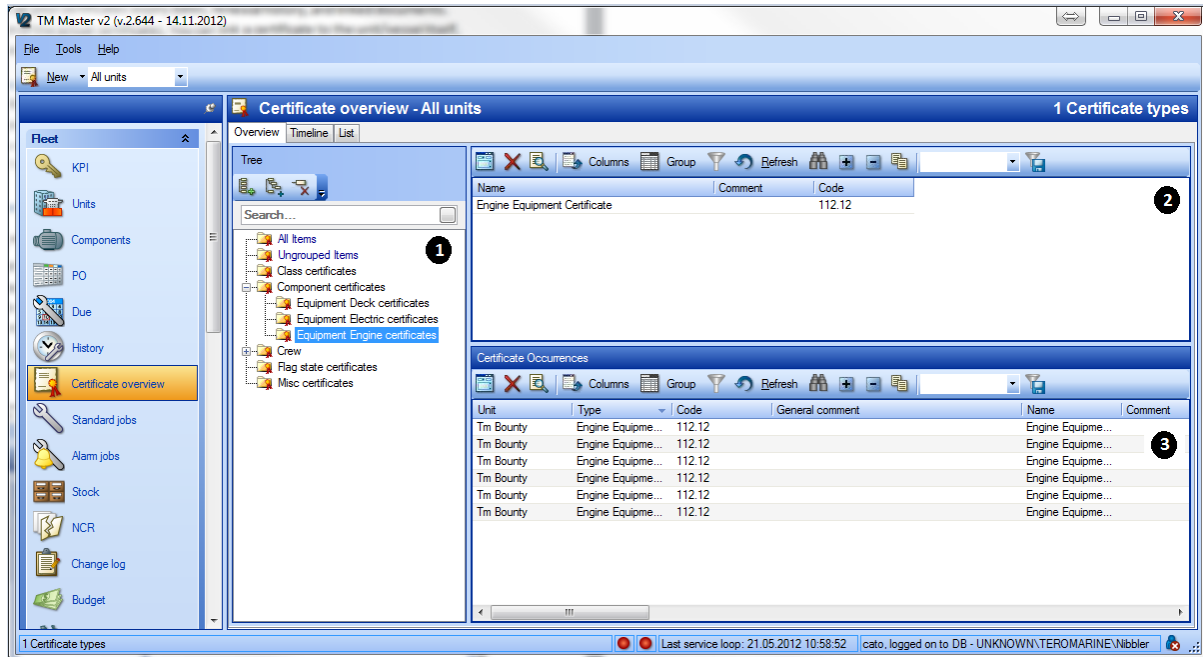 V2 TM Master v2 (v.2.644 - 14.11.2012)
File Tools Help
New All units
Certificate overview - All units 1 Certificate types
Overview Timeline List
Fleet
KPI
Units
Components
PO
Due
History
Certificate overview
Standard jobs
Alarm jobs
Stock
NCR
Change log
Budget
Tree
Search...
All Items
Ungrouped Items
Class certificates
Component certificates
Equipment Deck certificates
Equipment Electric certificates
Equipment Engine certificates
Crew
Flag state certificates
Misc certificates
1
Columns Group Refresh
Name Comment Code
Engine Equipment Certificate 112.12
2
Certificate Occurrences
Columns Group Refresh
Unit Type Code General comment Name Comment
Tm Bounty Engine Equipme... 112.12 Engine Equipme...
Tm Bounty Engine Equipme... 112.12 Engine Equipme...
Tm Bounty Engine Equipme... 112.12 Engine Equipme...
Tm Bounty Engine Equipme... 112.12 Engine Equipme...
Tm Bounty Engine Equipme... 112.12 Engine Equipme...
Tm Bounty Engine Equipme... 112.12 Engine Equipme...
3
1 Certificate types Last service loop: 21.05.2012 10:58:52 cato, logged on to DB - UNKNOWN\TEROMARINE\Nibbler